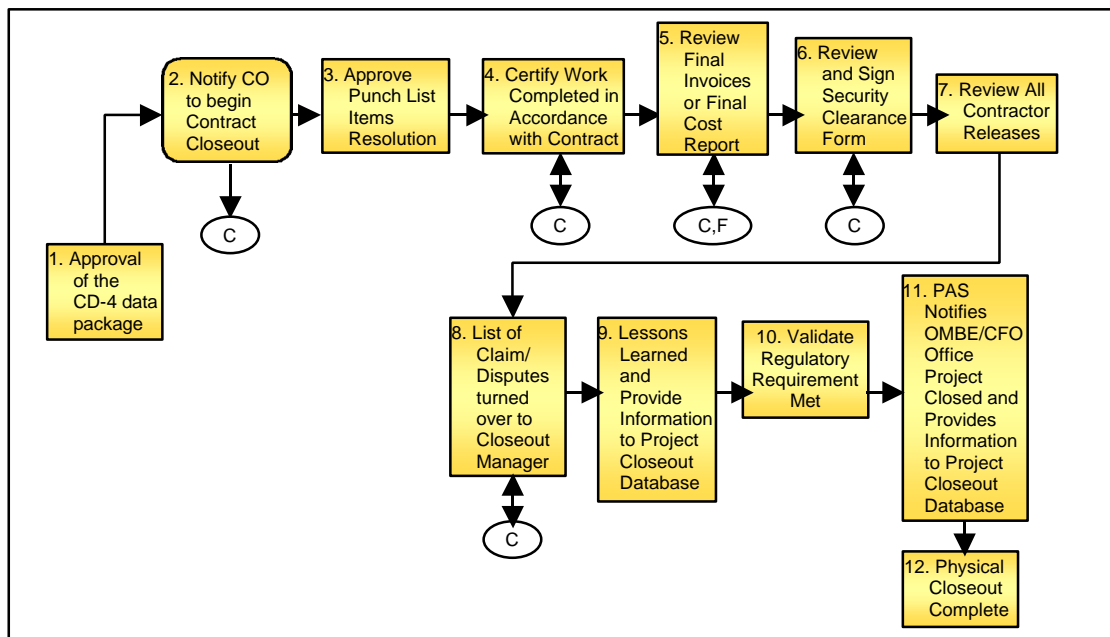 1. Approval
of the
CD-4 data
package
2. Notify CO
to begin
Contract
Closeout
C
3. Approve
Punch List
Items
Resolution
4. Certify Work
Completed in
Accordance
with Contract
C
5. Review
Final
Invoices
or Final
Cost
Report
C,F
6. Review
and Sign
Security
Clearance
Form
C
7. Review All
Contractor
Releases
8. List of
Claim/
Disputes
turned
over to
Closeout
Manager
C
9. Lessons
Learned
and
Provide
Information
to Project
Closeout
Database
10. Validate
Regulatory
Requirement
Met
11. PAS
Notifies
OMBE/CFO
Office
Project
Closed and
Provides
Information
to Project
Closeout
Database
12. Physical
Closeout
Complete